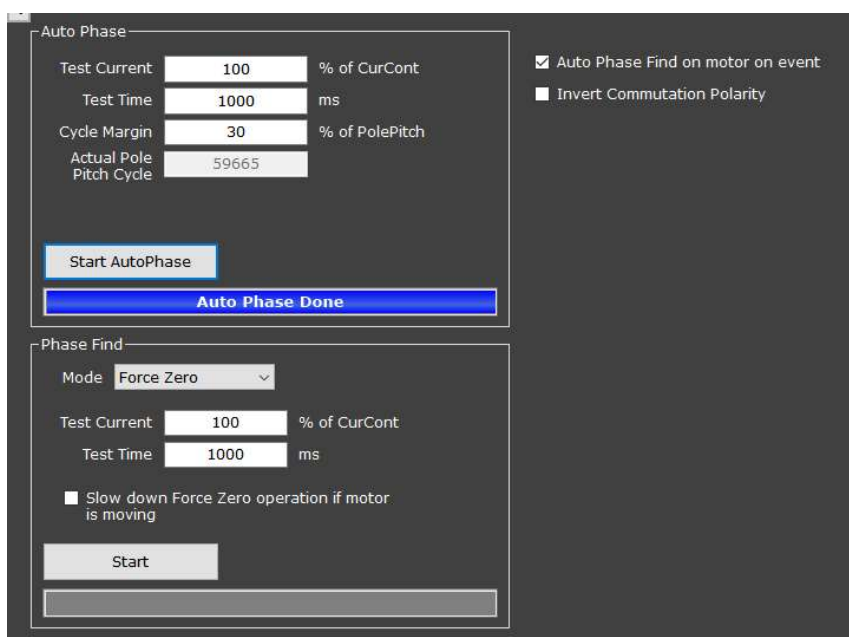 Auto Phase
Test Current 100 % of CurCont
Test Time 1000 ms
Cycle Margin 30 % of PolePitch
Actual Pole
Pitch Cycle 59665
Start AutoPhase
Auto Phase Done
Auto Phase Find on motor on event
Invert Commutation Polarity
Phase Find
Mode Force Zero
Test Current 100 % of CurCont
Test Time 1000 ms
Slow down Force Zero operation if motor
is moving
Start